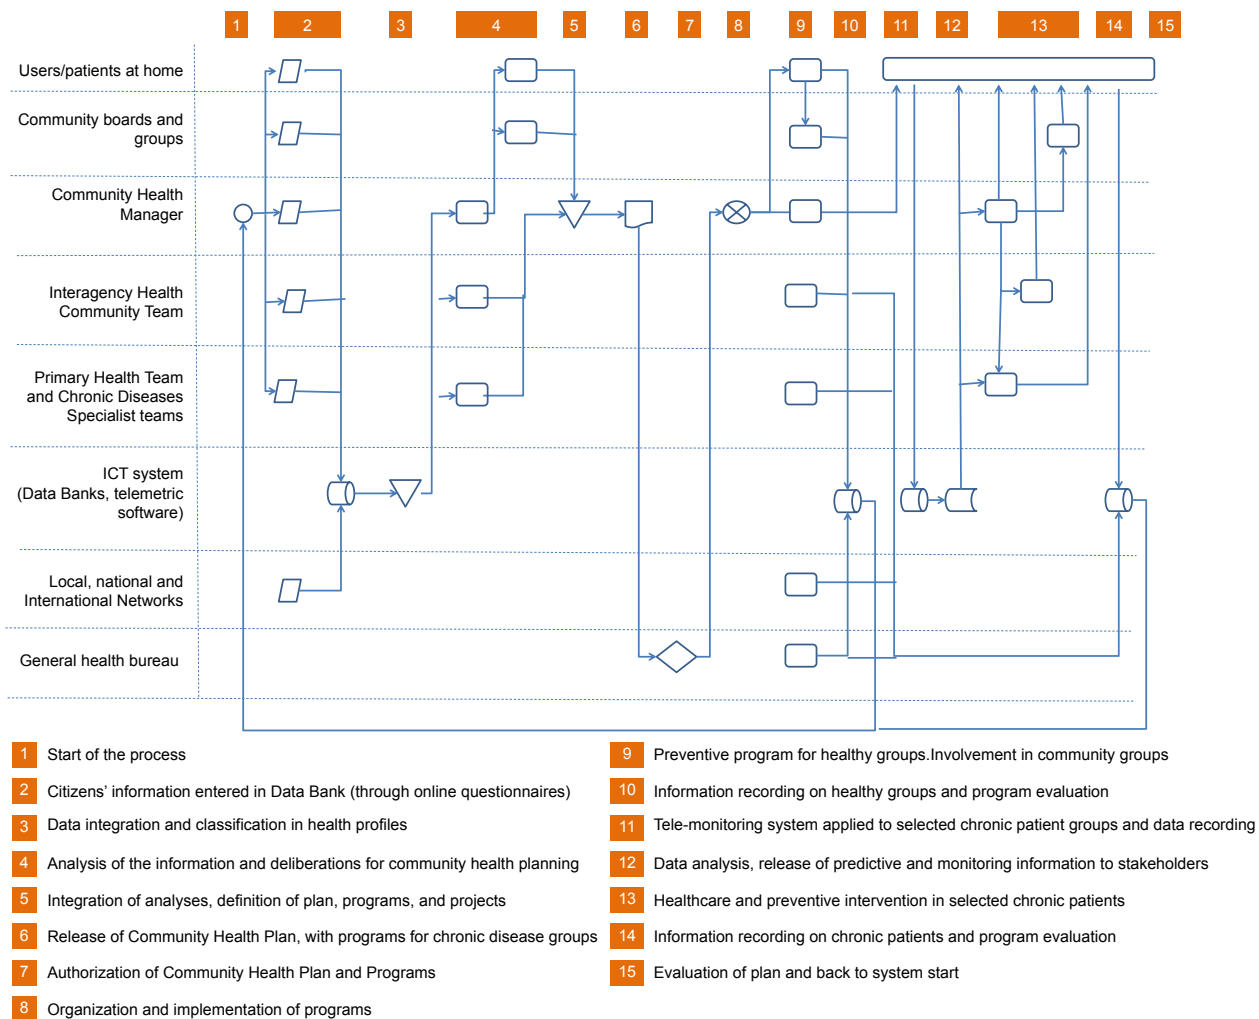 1 2 3 4 5 6 7 8 9 10 11 12 13 14 15
Users/patients at home
Community boards and
groups
Community Health
Manager
Interagency Health
Community Team
Primary Health Team
and Chronic Diseases
Specialist teams
ICT system
(Data Banks, telemetric
software)
Local, national and
International Networks
General health bureau
1 Start of the process
2 Citizens’ information entered in Data Bank (through online questionnaires)
3 Data integration and classification in health profiles
4 Analysis of the information and deliberations for community health planning
5 Integration of analyses, definition of plan, programs, and projects
6 Release of Community Health Plan, with programs for chronic disease groups
7 Authorization of Community Health Plan and Programs
8 Organization and implementation of programs
9 Preventive program for healthy groups.Involvement in community groups
10 Information recording on healthy groups and program evaluation
11 Tele-monitoring system applied to selected chronic patient groups and data recording
12 Data analysis, release of predictive and monitoring information to stakeholders
13 Healthcare and preventive intervention in selected chronic patients
14 Information recording on chronic patients and program evaluation
15 Evaluation of plan and back to system start